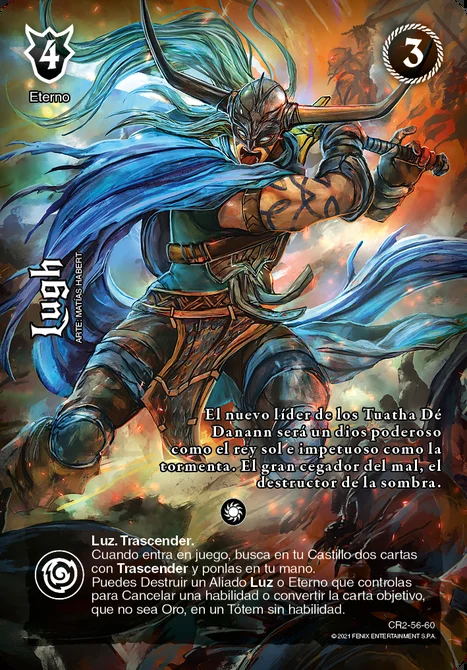 4
3
Eterno
Lugh
ARTE: MATÍAS HABERT
El nuevo líder de los Tuatha Dé
Danann será un dios poderoso
como el rey sol e impetuoso como la
tormenta. El gran cegador del mal, el
destructor de la sombra.
Luz. Trascender.
Cuando entra en juego, busca en tu Castillo dos cartas
con Trascender y ponlas en tu mano.
Puedes Destruir un Aliado Luz o Eterno que controlas
para Cancelar una habilidad o convertir la carta objetivo,
que no sea Oro, en un Tótem sin habilidad.
CR2-56-60
© 2021 FENIX ENTERTAINMENT S.P.A.